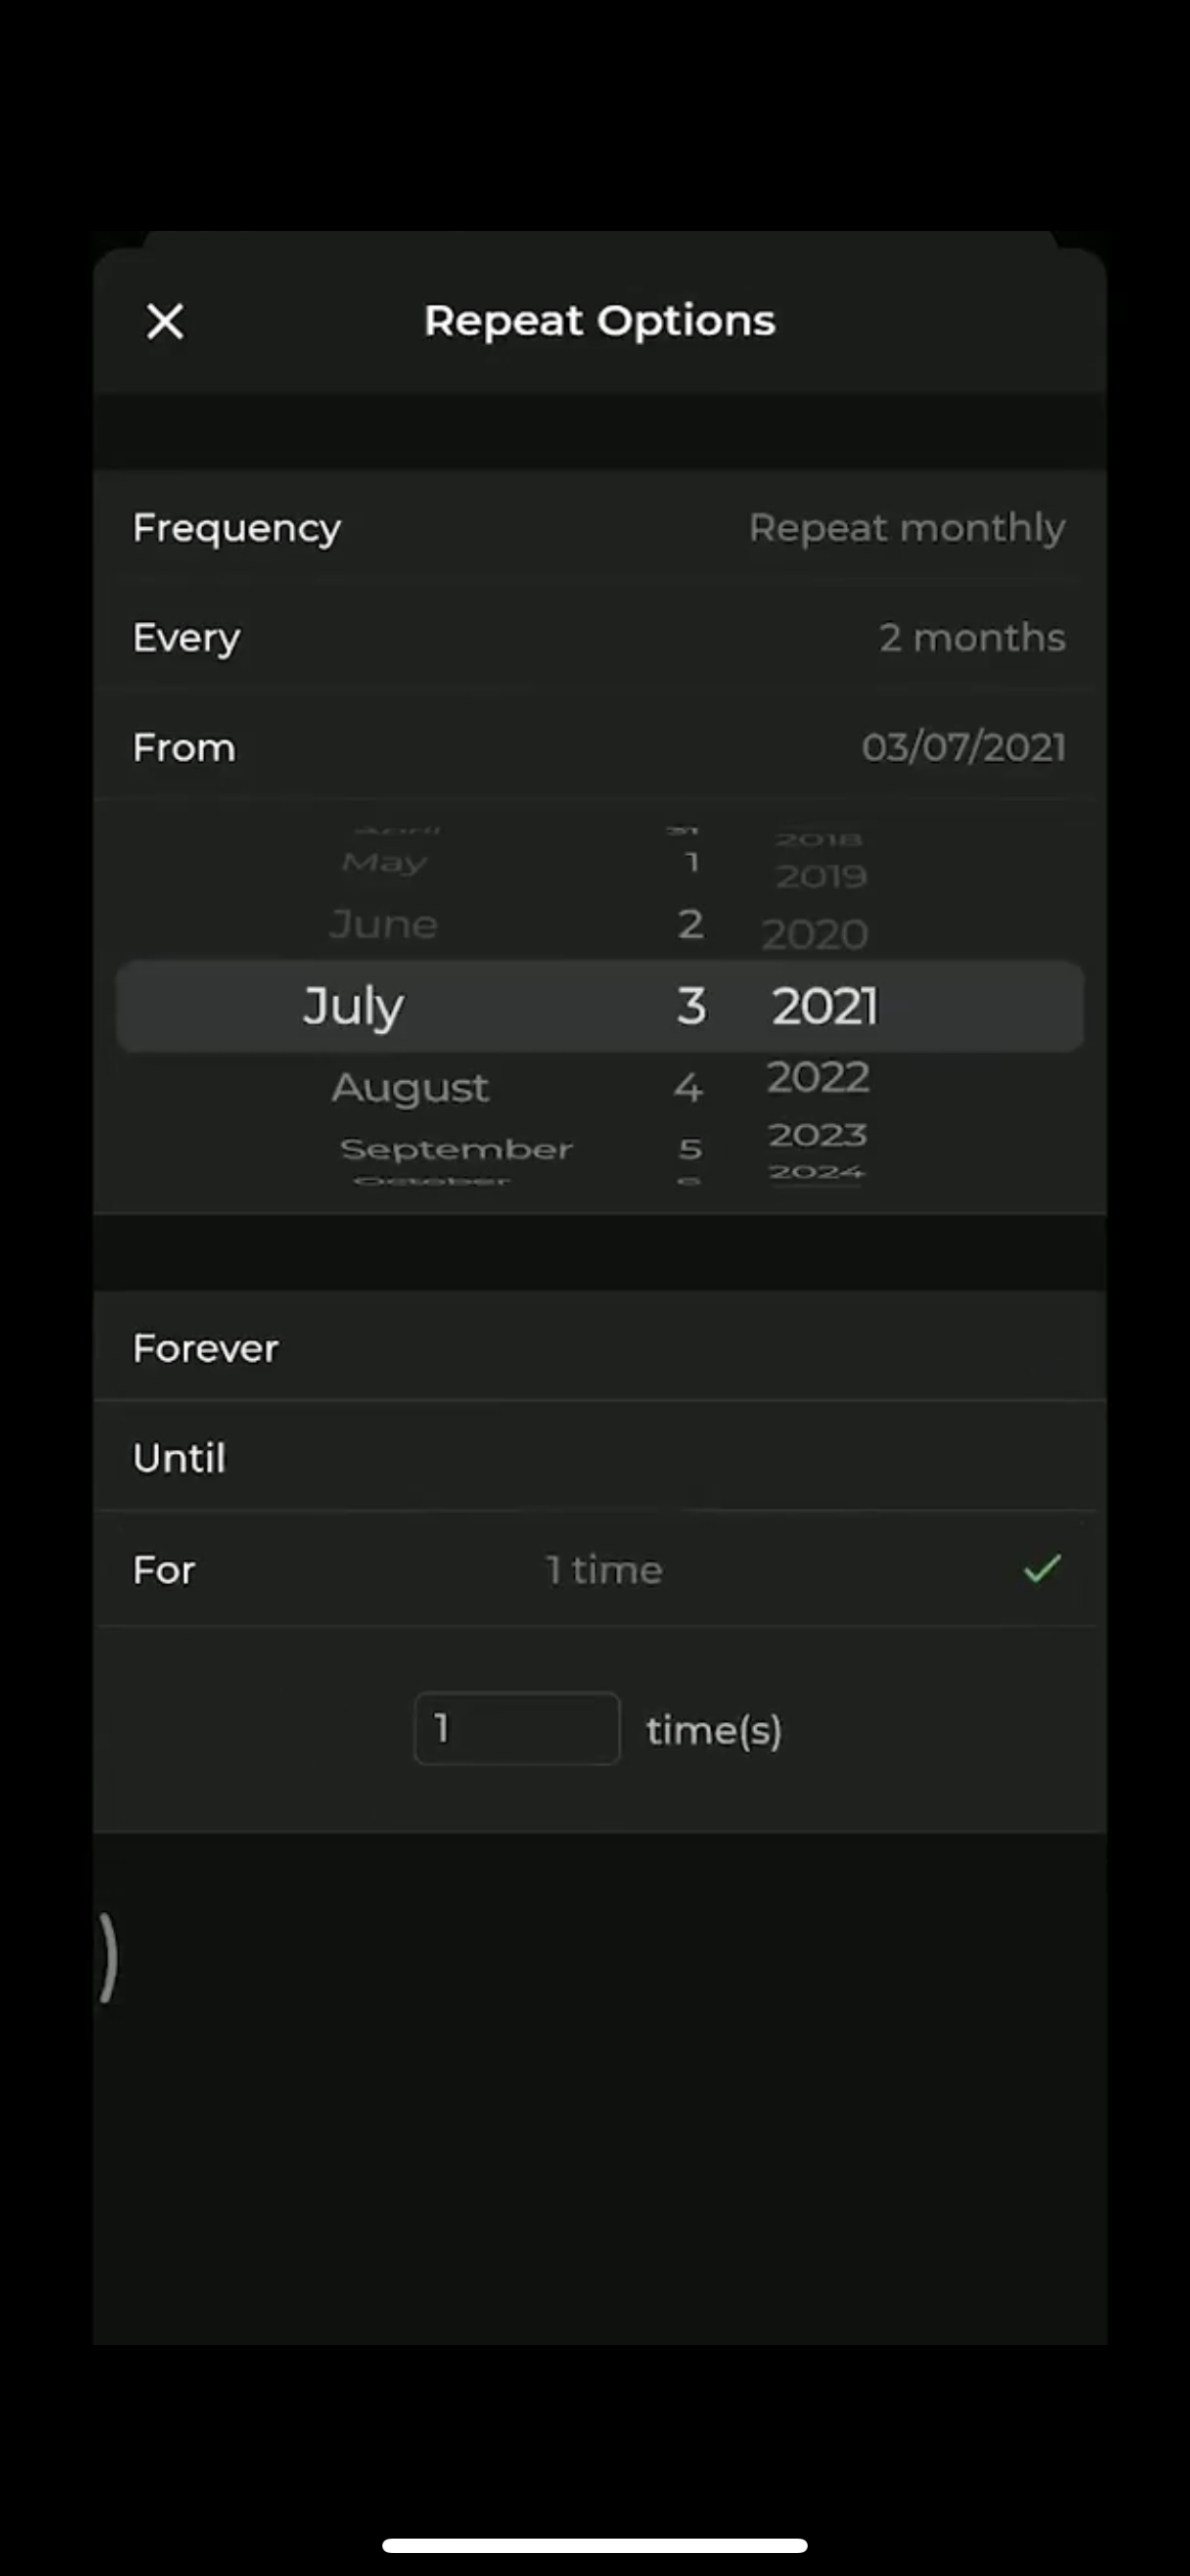 Repeat Options
Frequency Repeat monthly
Every 2 months
From 03/07/2021
April 31 2018
May 1 2019
June 2 2020
July 3 2021
August 4 2022
September 5 2023
October 6 2024
Forever
Until
For 1 time
1 time(s)